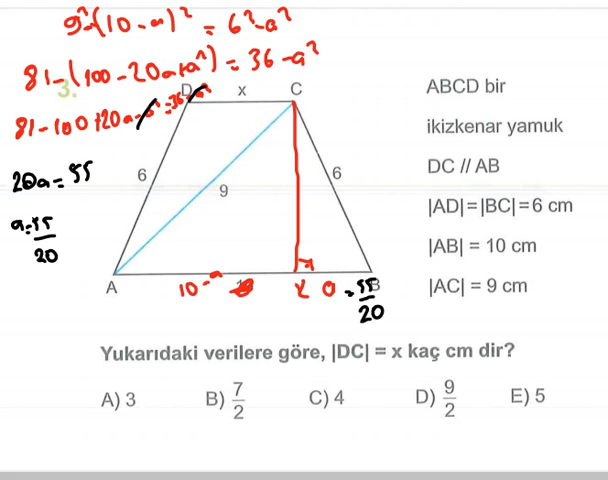 9²-(10-a)² = 6²-a²
81-(100-20a+a²) = 36-a²
3.
D x C
81-100+20a-a²=36-a²
20a=55
a=55/20
6
9
6
A
10-a
a = 55/20
B
ABCD bir
ikizkenar yamuk
DC // AB
|AD|=|BC|=6 cm
|AB| = 10 cm
|AC| = 9 cm
Yukarıdaki verilere göre, |DC| = x kaç cm dir?
A) 3 B) 7/2 C) 4 D) 9/2 E) 5